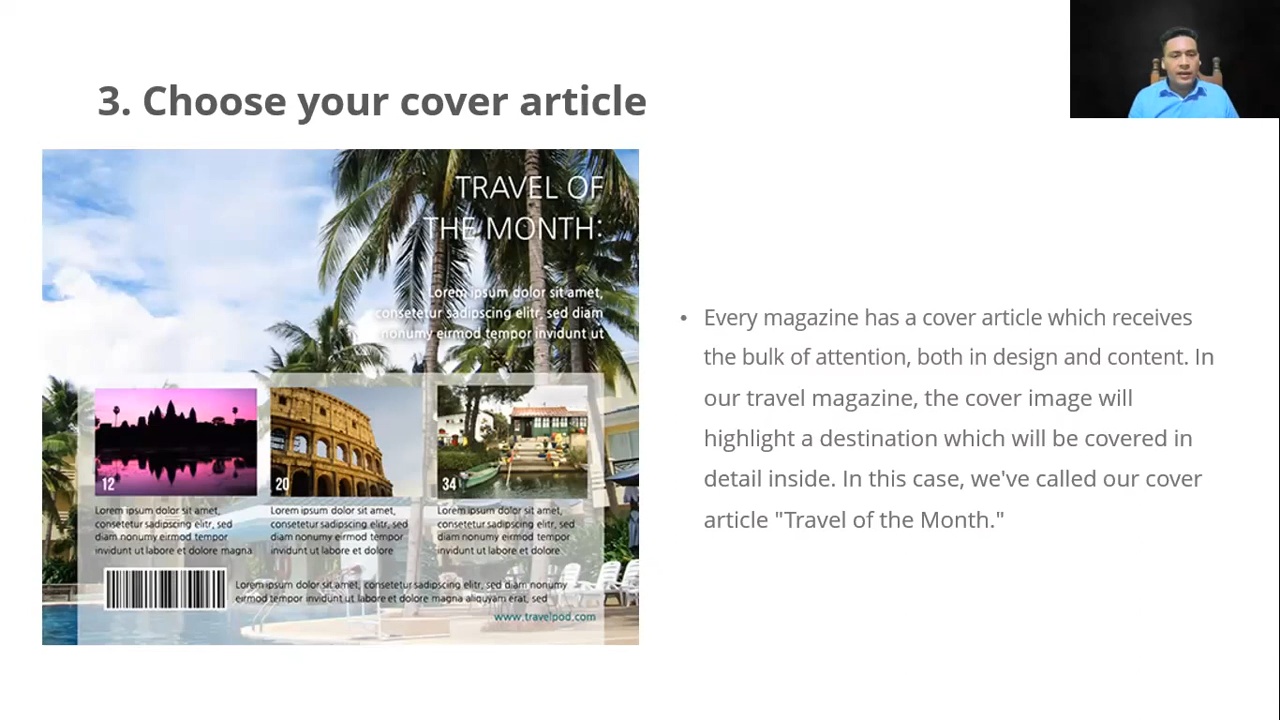 3. Choose your cover article
TRAVEL OF
THE MONTH:
Lorem ipsum dolor sit amet,
consetetur sadipscing elitr, sed diam
nonumy eirmod tempor invidunt ut
12
20
34
Lorem ipsum dolor sit amet,
consetetur sadipscing elitr, sed
diam nonumy eirmod tempor
invidunt ut labore et dolore magna
Lorem ipsum dolor sit amet,
consetetur sadipscing elitr, sed
diam nonumy eirmod tempor
invidunt ut labore et dolore
Lorem ipsum dolor sit amet,
consetetur sadipscing elitr, sed
diam nonumy eirmod tempor
invidunt ut labore et dolore
Lorem ipsum dolor sit amet, consetetur sadipscing elitr, sed diam nonumy
eirmod tempor invidunt ut labore et dolore magna aliquyam erat, sed
www.travelpod.com
• Every magazine has a cover article which receives
the bulk of attention, both in design and content. In
our travel magazine, the cover image will
highlight a destination which will be covered in
detail inside. In this case, we've called our cover
article "Travel of the Month."